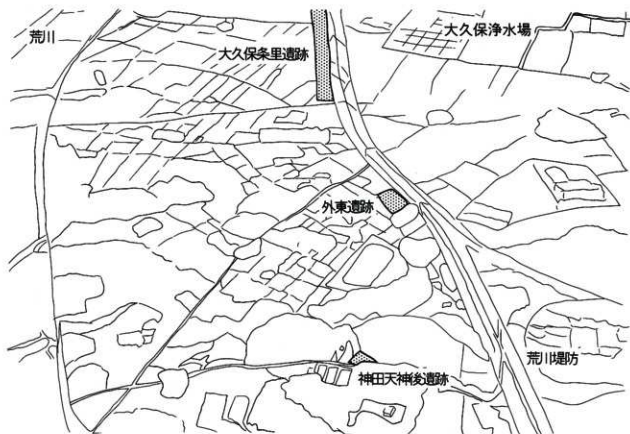 荒川
大久保条里遺跡
大久保浄水場
外東遺跡
荒川堤防
神田天神後遺跡